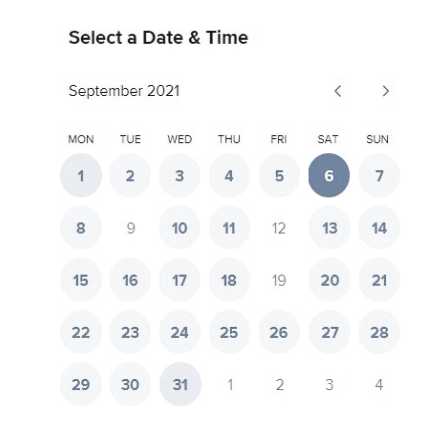 Select a Date & Time
September 2021
MON TUE WED THU FRI SAT SUN
1 2 3 4 5 6 7
8 9 10 11 12 13 14
15 16 17 18 19 20 21
22 23 24 25 26 27 28
29 30 31 1 2 3 4